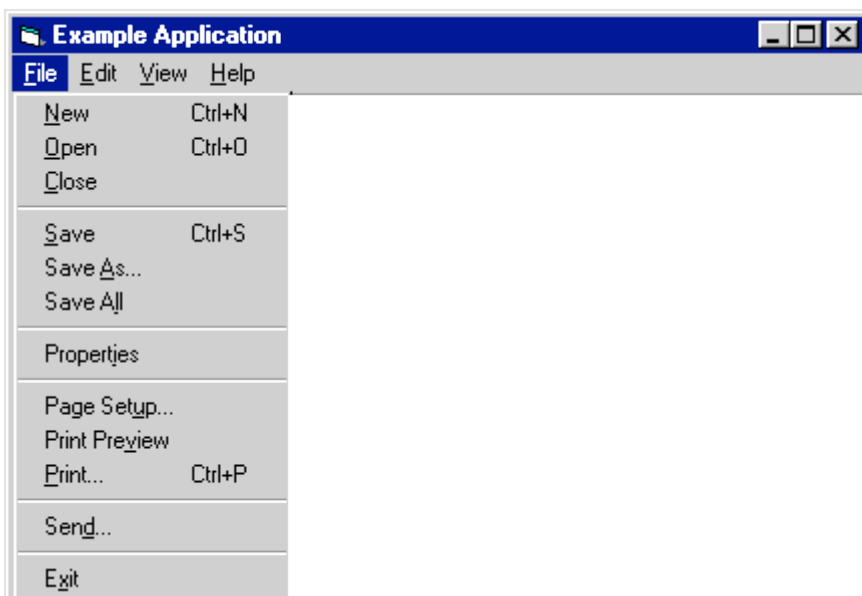 Example Application
File Edit View Help
New Ctrl+N
Open Ctrl+O
Close
Save Ctrl+S
Save As...
Save All
Properties
Page Setup...
Print Preview
Print... Ctrl+P
Send...
Exit